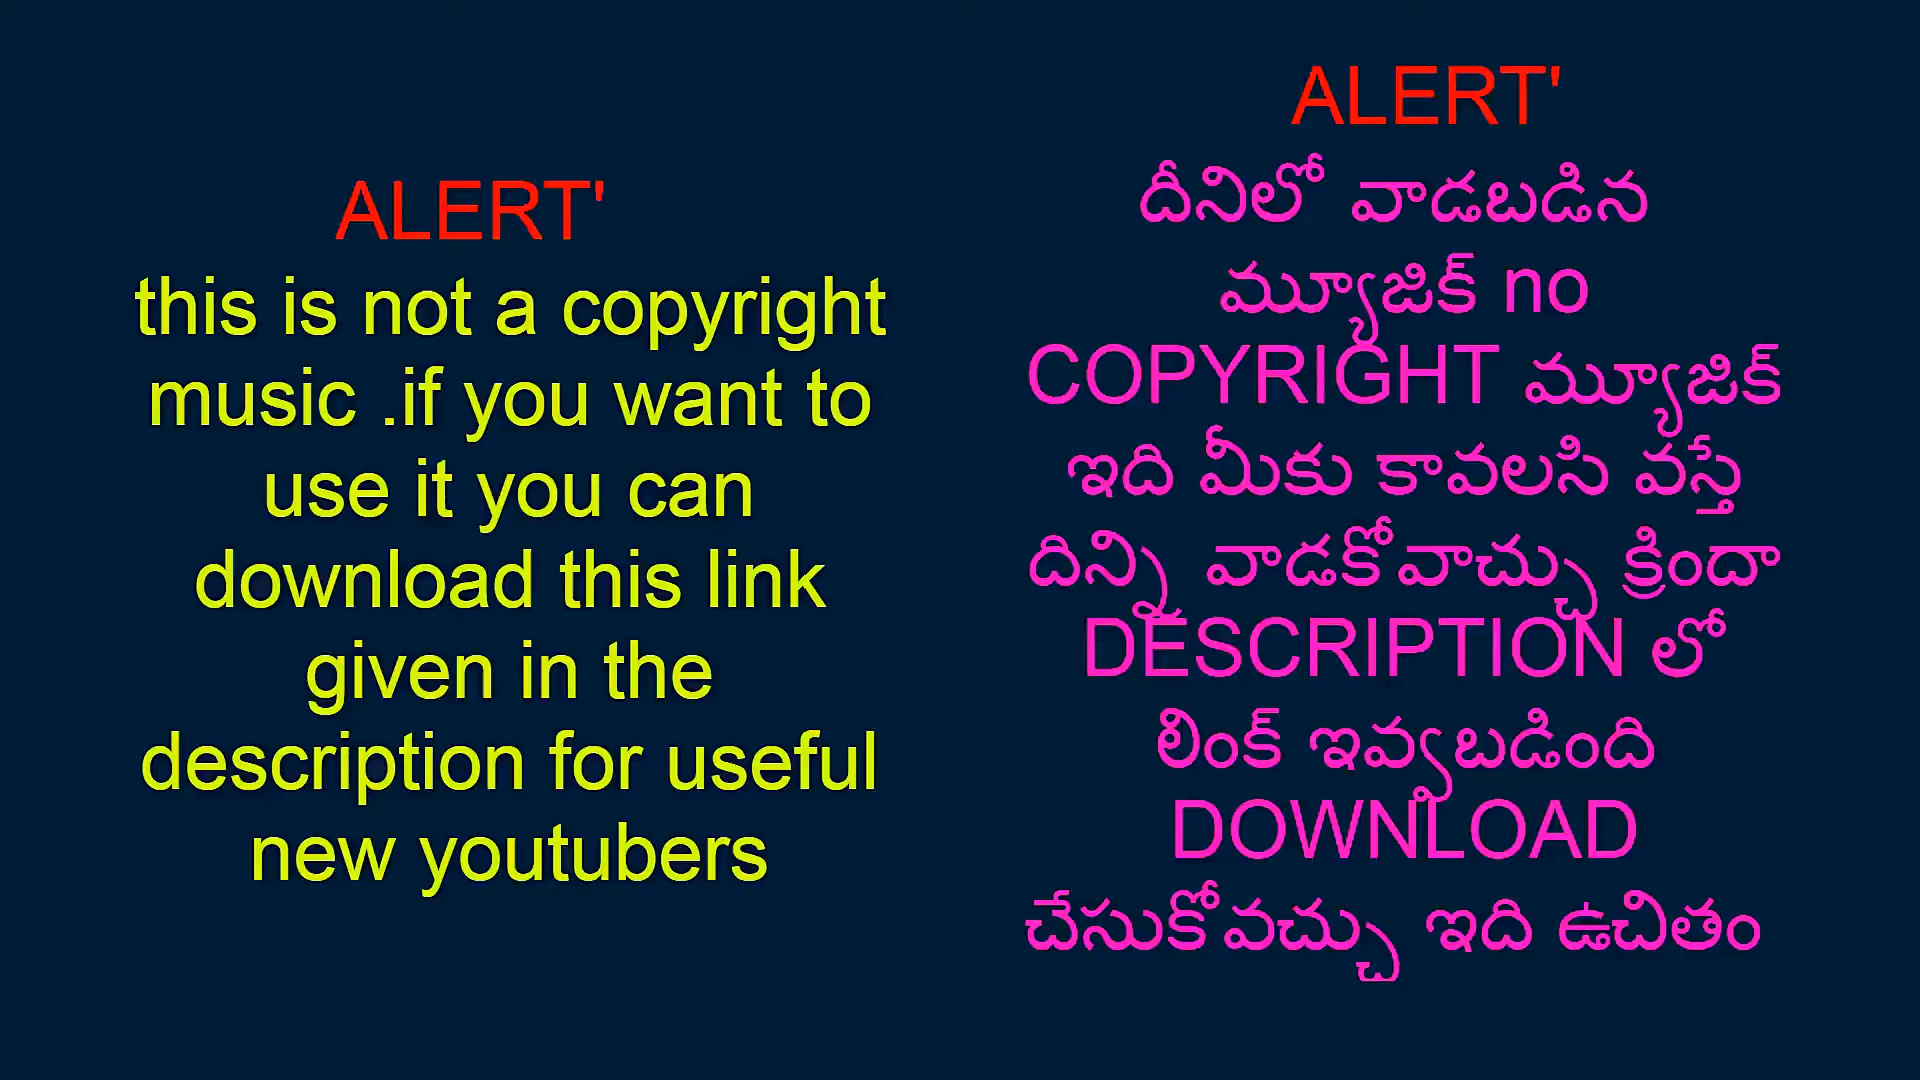 ALERT'
this is not a copyright
music .if you want to
use it you can
download this link
given in the
description for useful
new youtubers
ALERT'
దీనిలో వాడబడిన
మ్యూజిక్ no
COPYRIGHT మ్యూజిక్
ఇది మీకు కావలసి వస్తే
దిన్ని వాడకోవాచ్చు క్రిందా
DESCRIPTION లో
లింక్ ఇవ్వబడింది
DOWNLOAD
చేసుకోవచ్చు ఇది ఉచితం